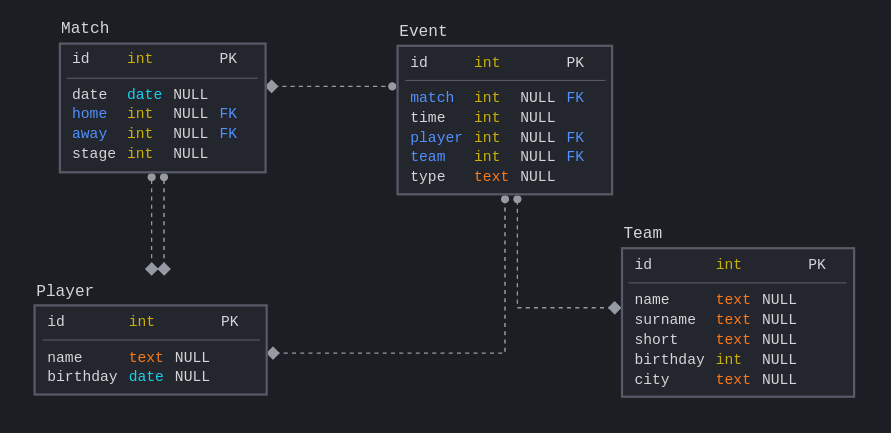 Match
id int PK
date date NULL
home int NULL FK
away int NULL FK
stage int NULL
Event
id int PK
match int NULL FK
time int NULL
player int NULL FK
team int NULL FK
type text NULL
Player
id int PK
name text NULL
birthday date NULL
Team
id int PK
name text NULL
surname text NULL
short text NULL
birthday int NULL
city text NULL